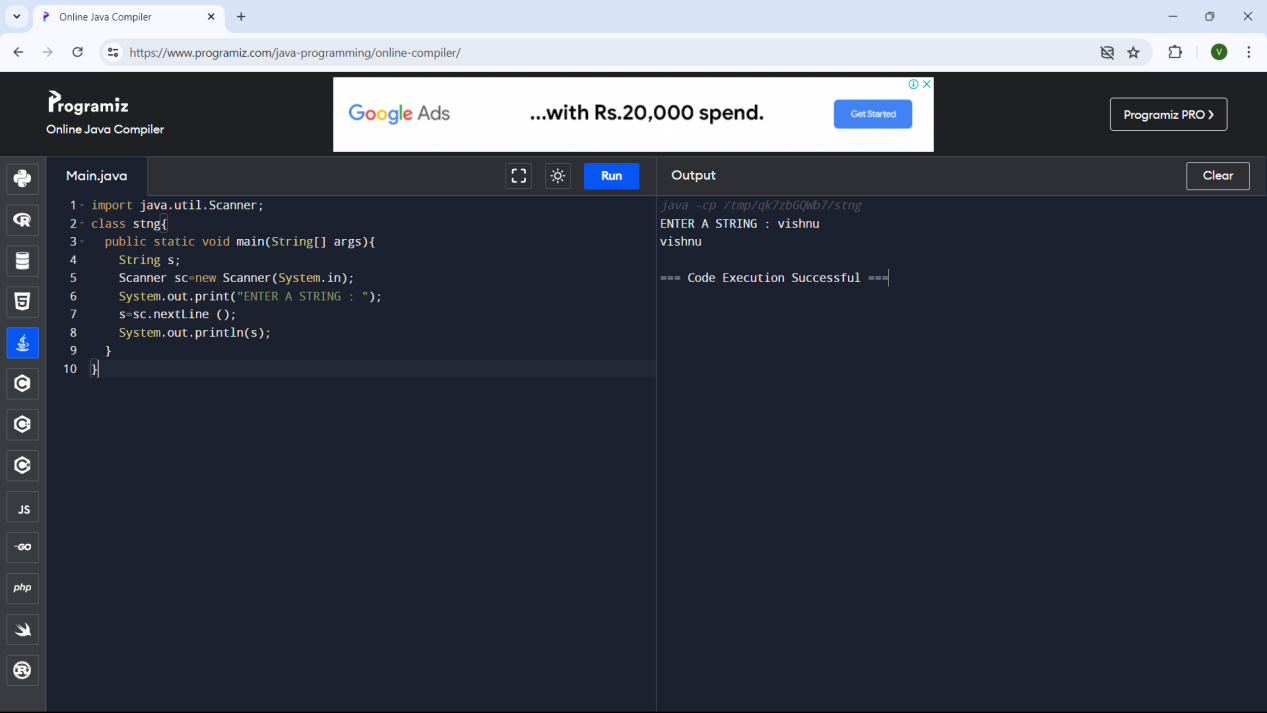 Online Java Compiler
https://www.programiz.com/java-programming/online-compiler/
V
Programiz
Online Java Compiler
Google Ads
...with Rs.20,000 spend.
Get Started
Programiz PRO ❯
Main.java
Run
Output
Clear
1 import java.util.Scanner;
2 class stng{
3 public static void main(String[] args){
4 String s;
5 Scanner sc=new Scanner(System.in);
6 System.out.print("ENTER A STRING : ");
7 s=sc.nextLine ();
8 System.out.println(s);
9 }
10 }
java -cp /tmp/qk7zbGQWb7/stng
ENTER A STRING : vishnu
vishnu
=== Code Execution Successful ===
R
5
C
C
C
JS
GO
php
R